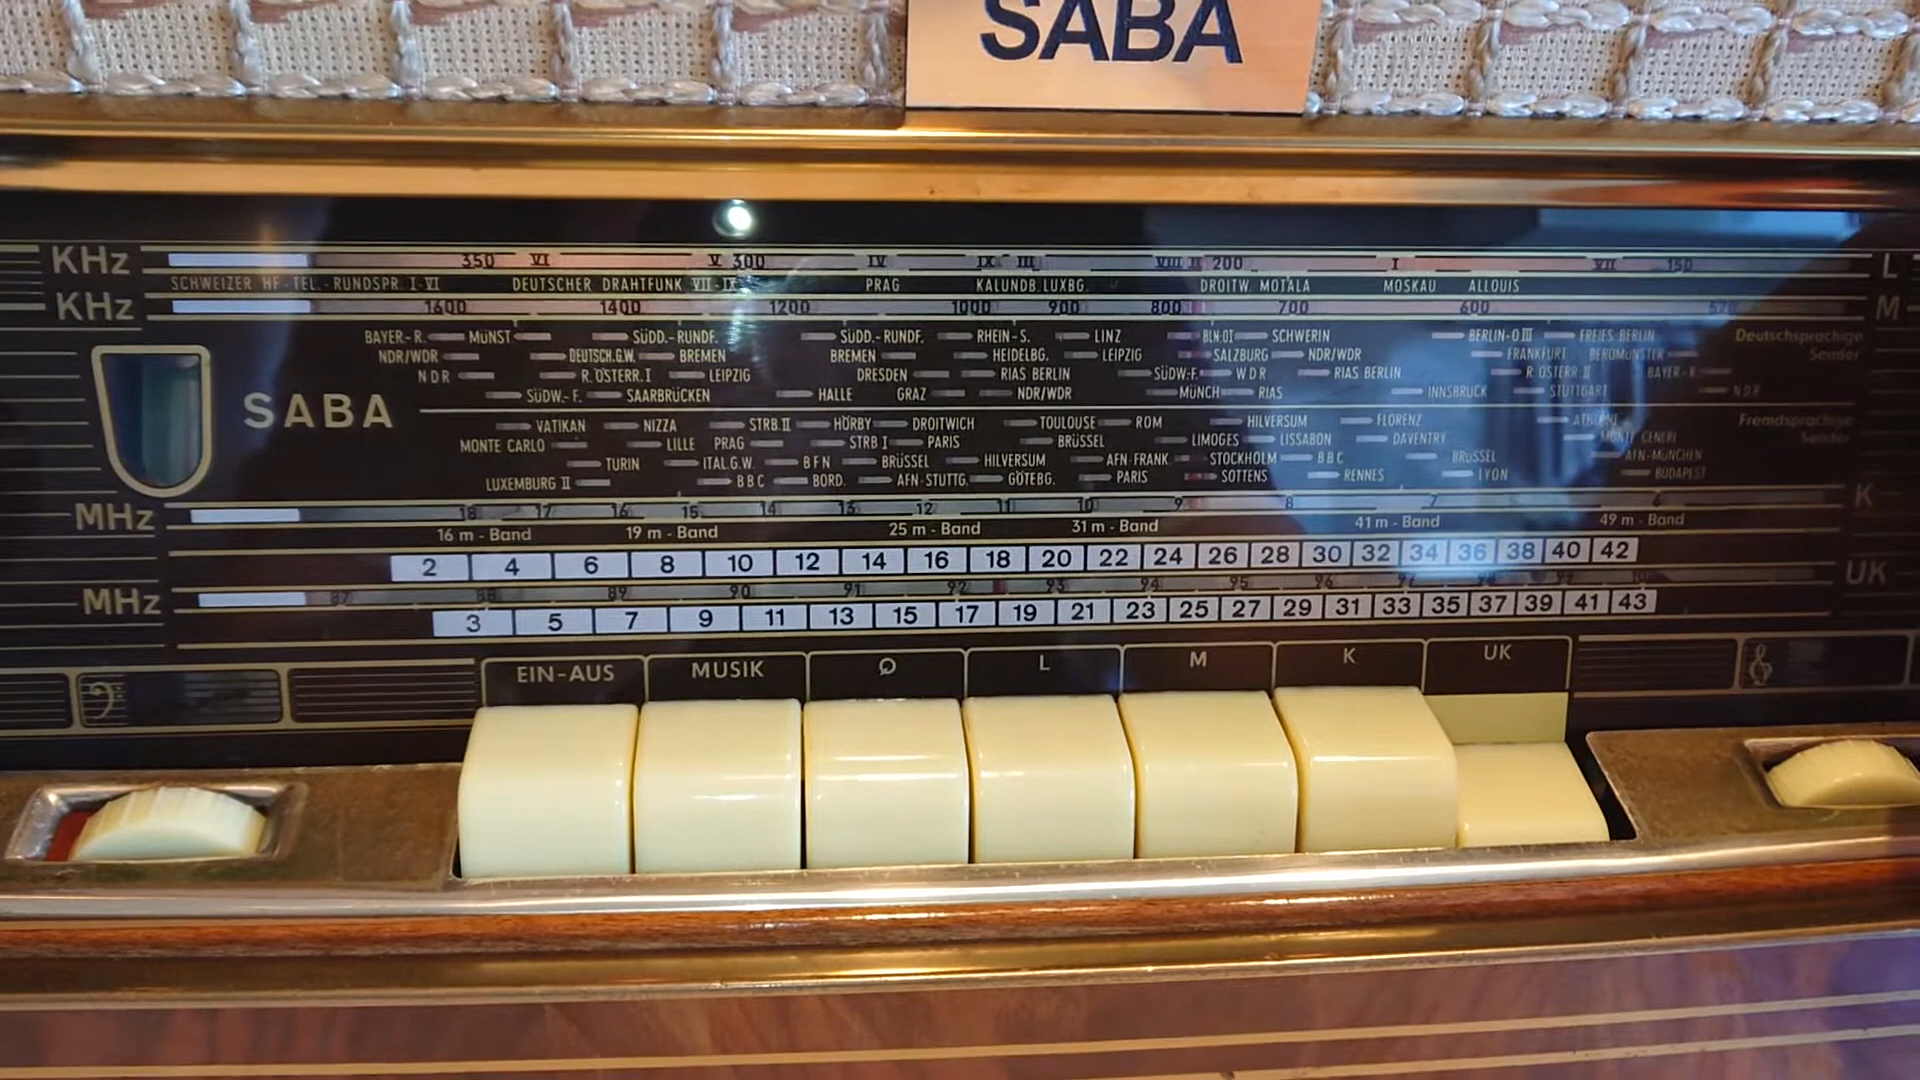 SABA
KHz 350 VI V 300 IV IX III VIII II 200 I VII 150 L
SCHWEIZER HF.-TEL.-RUNDSPR. I-VI DEUTSCHER DRAHTFUNK VII-IX PRAG KALUNDB. LUXBG. DROITW. MOTALA MOSKAU ALLOUIS
KHz 1600 1400 1200 1000 900 800 700 600 M
BAYER.-R. MÜNST SÜDD.-RUNDF. SÜDD.-RUNDF. RHEIN-S. LINZ BLN-OI SCHWERIN BERLIN-O III FREIES BERLIN Deutschsprachige
NDR/WDR DEUTSCH.G.W. BREMEN BREMEN HEIDELBG. LEIPZIG SALZBURG NDR/WDR FRANKFURT BEROMÜNSTER Sender
NDR R.ÖSTERR.I LEIPZIG DRESDEN RIAS BERLIN SÜDW.-F. WDR RIAS BERLIN R.ÖSTERR II BAYER.-R.
SÜDW.-F. SAARBRÜCKEN HALLE GRAZ NDR/WDR MÜNCH RIAS INNSBRUCK STUTTGART NDR
SABA
VATIKAN NIZZA STRB.II HÖRBY DROITWICH TOULOUSE ROM HILVERSUM FLORENZ Fremdsprachige
MONTE CARLO LILLE PRAG STRB I PARIS BRÜSSEL LIMOGES LISSABON DAVENTRY MONTE CENERI Sender
TURIN ITAL.G.W. BFN BRÜSSEL HILVERSUM AFN-FRANK. STOCKHOLM BBC BRÜSSEL AFN-MÜNCHEN
LUXEMBURG II BBC BORD. AFN-STUTTG. GÖTEBG. PARIS SOTTENS RENNES LYON BUDAPEST
MHz 18 17 16 15 14 13 12 11 10 9 8 7 6 K
16 m - Band 19 m - Band 25 m - Band 31 m - Band 41 m - Band 49 m - Band
2 4 6 8 10 12 14 16 18 20 22 24 26 28 30 32 34 36 38 40 42
MHz 87 88 89 90 91 92 93 94 95 96 97 98 99 UK
3 5 7 9 11 13 15 17 19 21 23 25 27 29 31 33 35 37 39 41 43
EIN-AUS MUSIK L M K UK